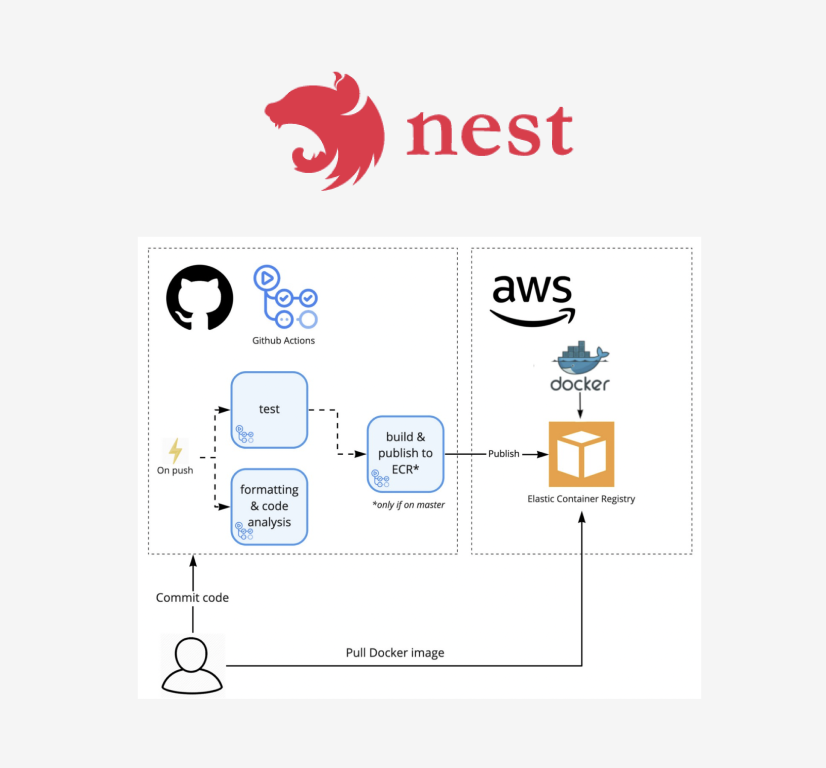 nest
aws
Github Actions
docker
test
build &
publish to
ECR*
Publish
On push
formatting
& code
analysis
*only if on master
Elastic Container Registry
Commit code
Pull Docker image